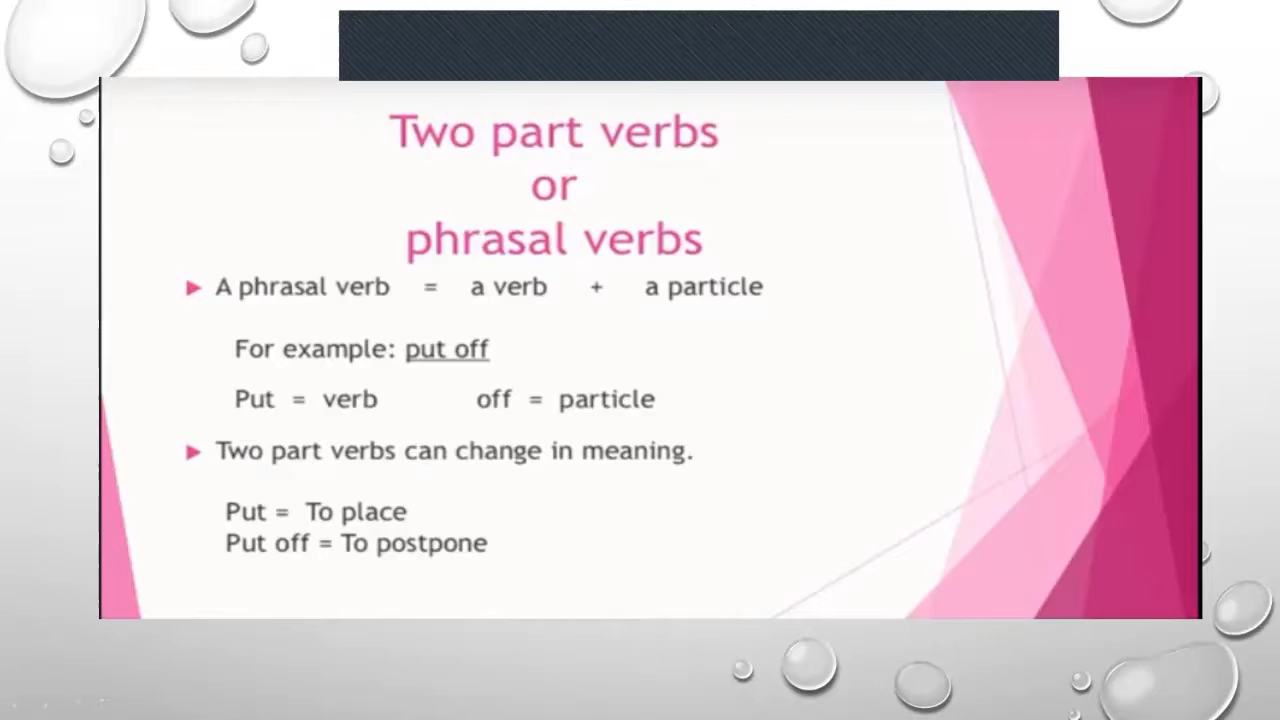 Two part verbs
or
phrasal verbs
A phrasal verb = a verb + a particle
For example: put off
Put = verb off = particle
Two part verbs can change in meaning.
Put = To place
Put off = To postpone